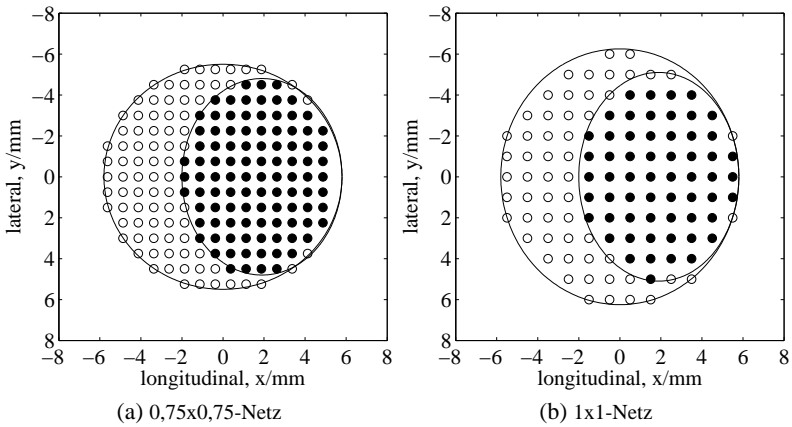 −8
−6
−4
−2
0
2
4
6
8
lateral, y/mm
−8 −6 −4 −2 0 2 4 6 8
longitudinal, x/mm
(a) 0,75x0,75-Netz
−8
−6
−4
−2
0
2
4
6
8
lateral, y/mm
−8 −6 −4 −2 0 2 4 6 8
longitudinal, x/mm
(b) 1x1-Netz